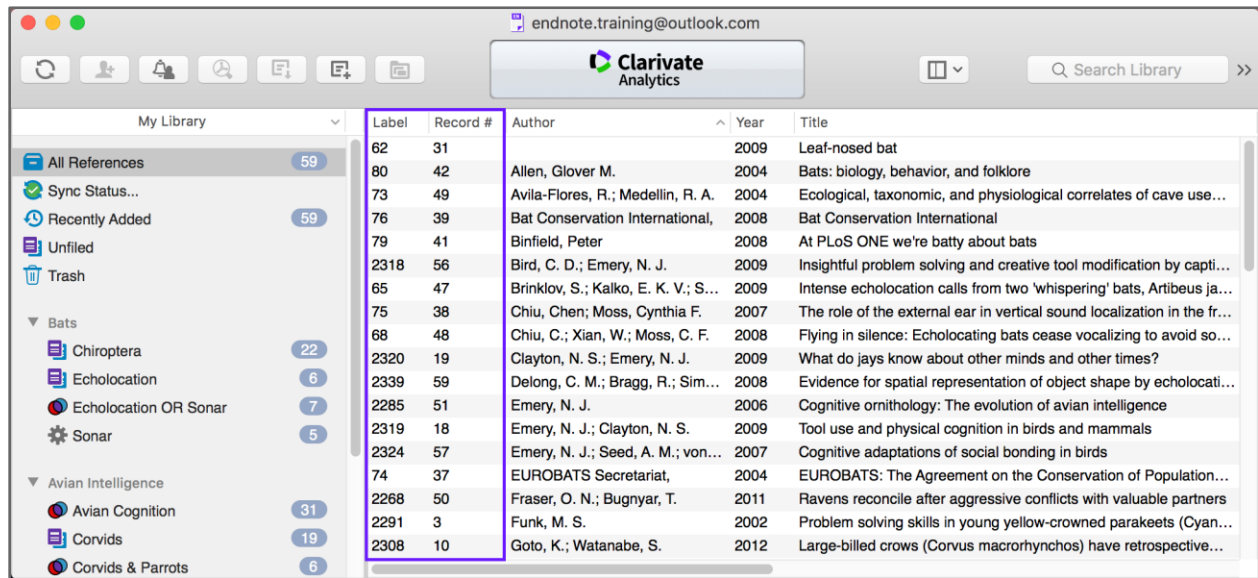 endnote.training@outlook.com
Clarivate
Analytics
Search Library
My Library
All References 59
Sync Status...
Recently Added 59
Unfiled
Trash
Bats
Chiroptera 22
Echolocation 6
Echolocation OR Sonar 7
Sonar 5
Avian Intelligence
Avian Cognition 31
Corvids 19
Corvids & Parrots 6
Label Record # Author Year Title
62 31 2009 Leaf-nosed bat
80 42 Allen, Glover M. 2004 Bats: biology, behavior, and folklore
73 49 Avila-Flores, R.; Medellin, R. A. 2004 Ecological, taxonomic, and physiological correlates of cave use...
76 39 Bat Conservation International, 2008 Bat Conservation International
79 41 Binfield, Peter 2008 At PLoS ONE we're batty about bats
2318 56 Bird, C. D.; Emery, N. J. 2009 Insightful problem solving and creative tool modification by capti...
65 47 Brinklov, S.; Kalko, E. K. V.; S... 2009 Intense echolocation calls from two 'whispering' bats, Artibeus ja...
75 38 Chiu, Chen; Moss, Cynthia F. 2007 The role of the external ear in vertical sound localization in the fr...
68 48 Chiu, C.; Xian, W.; Moss, C. F. 2008 Flying in silence: Echolocating bats cease vocalizing to avoid so...
2320 19 Clayton, N. S.; Emery, N. J. 2009 What do jays know about other minds and other times?
2339 59 Delong, C. M.; Bragg, R.; Sim... 2008 Evidence for spatial representation of object shape by echolocati...
2285 51 Emery, N. J. 2006 Cognitive ornithology: The evolution of avian intelligence
2319 18 Emery, N. J.; Clayton, N. S. 2009 Tool use and physical cognition in birds and mammals
2324 57 Emery, N. J.; Seed, A. M.; von... 2007 Cognitive adaptations of social bonding in birds
74 37 EUROBATS Secretariat, 2004 EUROBATS: The Agreement on the Conservation of Population...
2268 50 Fraser, O. N.; Bugnyar, T. 2011 Ravens reconcile after aggressive conflicts with valuable partners
2291 3 Funk, M. S. 2002 Problem solving skills in young yellow-crowned parakeets (Cyan...
2308 10 Goto, K.; Watanabe, S. 2012 Large-billed crows (Corvus macrorhynchos) have retrospective...